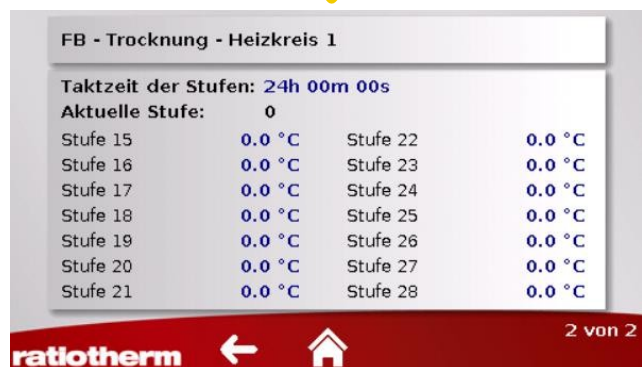 FB - Trocknung - Heizkreis 1
Taktzeit der Stufen: 24h 00m 00s
Aktuelle Stufe: 0
Stufe 15 0.0 °C Stufe 22 0.0 °C
Stufe 16 0.0 °C Stufe 23 0.0 °C
Stufe 17 0.0 °C Stufe 24 0.0 °C
Stufe 18 0.0 °C Stufe 25 0.0 °C
Stufe 19 0.0 °C Stufe 26 0.0 °C
Stufe 20 0.0 °C Stufe 27 0.0 °C
Stufe 21 0.0 °C Stufe 28 0.0 °C
2 von 2
ratiotherm